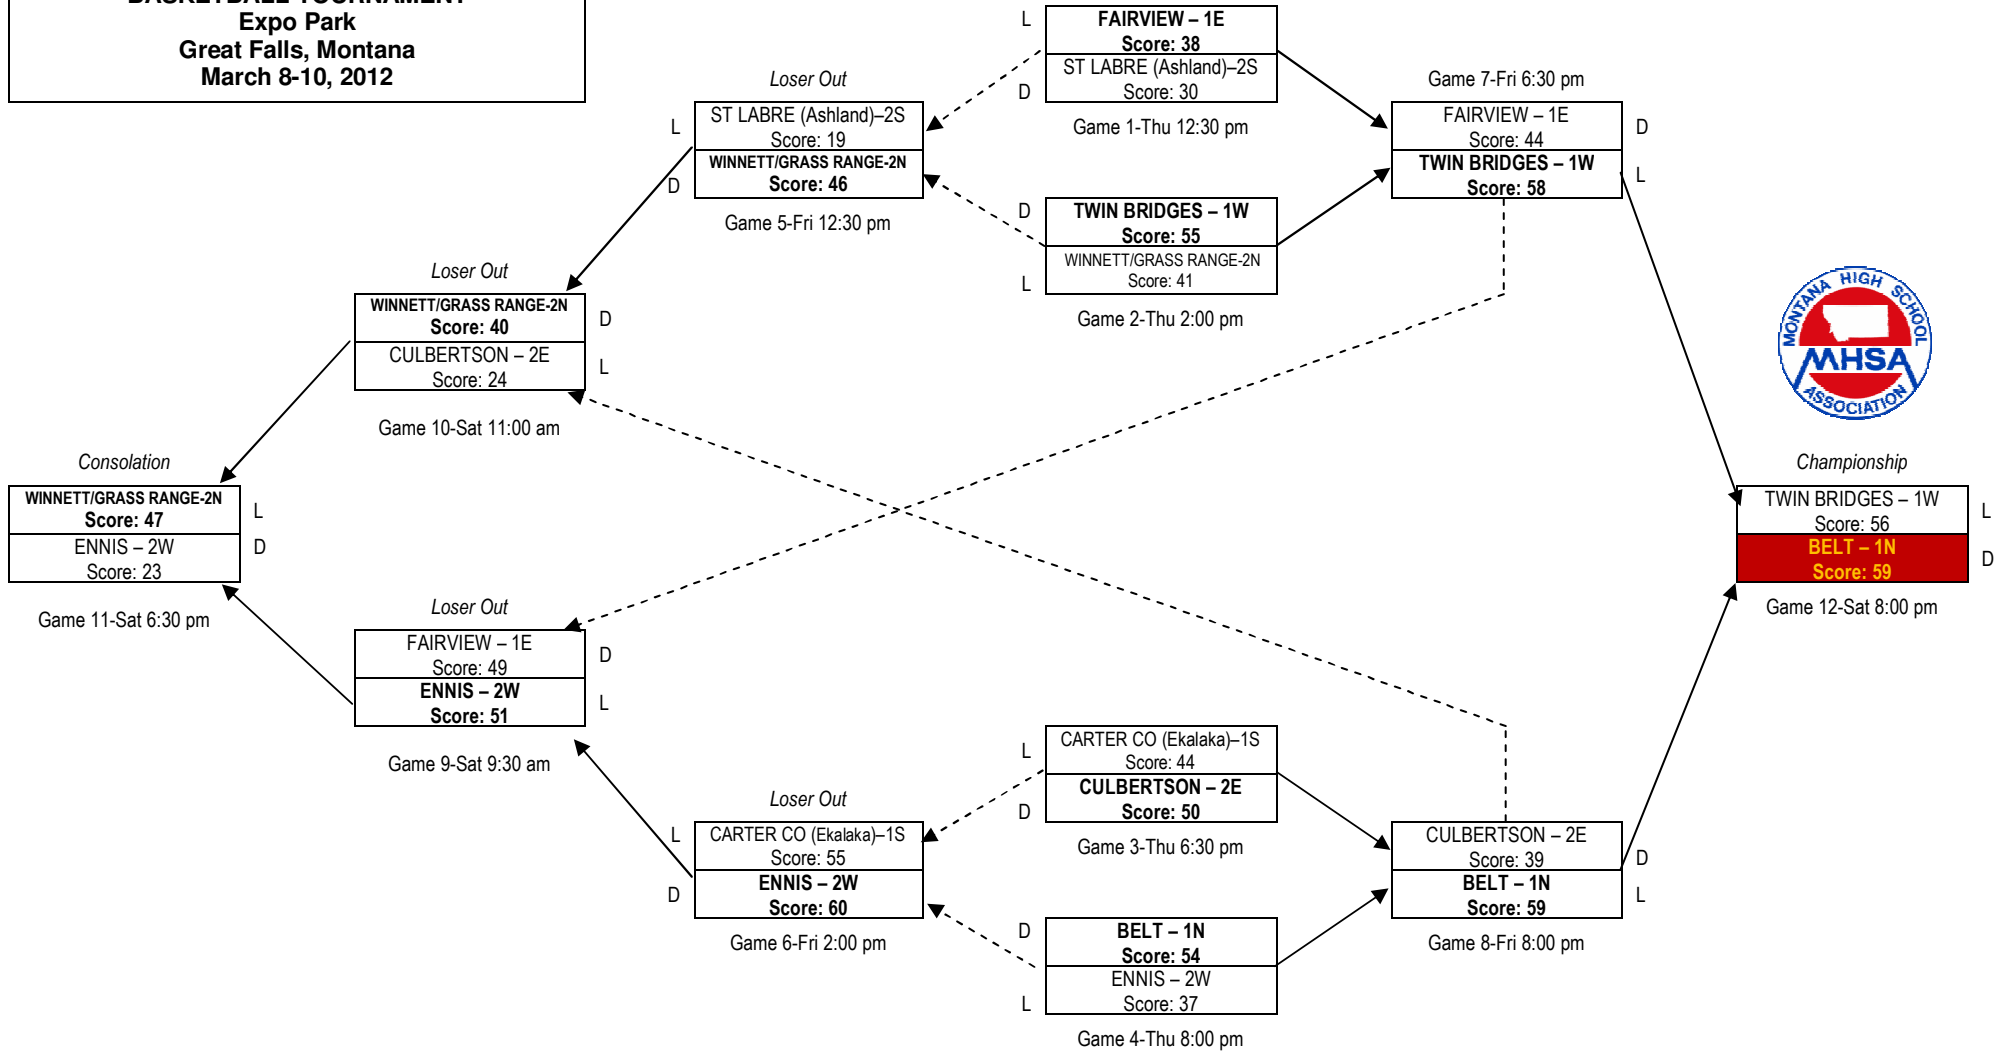 BASKETBALL TOURNAMENT
Expo Park
Great Falls, Montana
March 8-10, 2012
L
FAIRVIEW – 1E
Score: 38
ST LABRE (Ashland)–2S
D
Score: 30
Game 1-Thu 12:30 pm
Loser Out
L
ST LABRE (Ashland)–2S
Score: 19
WINNETT/GRASS RANGE-2N
D
Score: 46
Game 5-Fri 12:30 pm
Game 7-Fri 6:30 pm
FAIRVIEW – 1E
D
Score: 44
TWIN BRIDGES – 1W
L
Score: 58
D
TWIN BRIDGES – 1W
Score: 55
WINNETT/GRASS RANGE-2N
L
Score: 41
Game 2-Thu 2:00 pm
Loser Out
WINNETT/GRASS RANGE-2N
D
Score: 40
CULBERTSON – 2E
L
Score: 24
Game 10-Sat 11:00 am
MONTANA HIGH SCHOOL
MHSA
ASSOCIATION
Consolation
WINNETT/GRASS RANGE-2N
L
Score: 47
ENNIS – 2W
D
Score: 23
Game 11-Sat 6:30 pm
Championship
TWIN BRIDGES – 1W
L
Score: 56
BELT – 1N
D
Score: 59
Game 12-Sat 8:00 pm
Loser Out
FAIRVIEW – 1E
D
Score: 49
ENNIS – 2W
L
Score: 51
Game 9-Sat 9:30 am
L
CARTER CO (Ekalaka)–1S
Score: 44
CULBERTSON – 2E
D
Score: 50
Game 3-Thu 6:30 pm
Loser Out
L
CARTER CO (Ekalaka)–1S
Score: 55
ENNIS – 2W
D
Score: 60
Game 6-Fri 2:00 pm
CULBERTSON – 2E
D
Score: 39
BELT – 1N
L
Score: 59
Game 8-Fri 8:00 pm
D
BELT – 1N
Score: 54
ENNIS – 2W
L
Score: 37
Game 4-Thu 8:00 pm